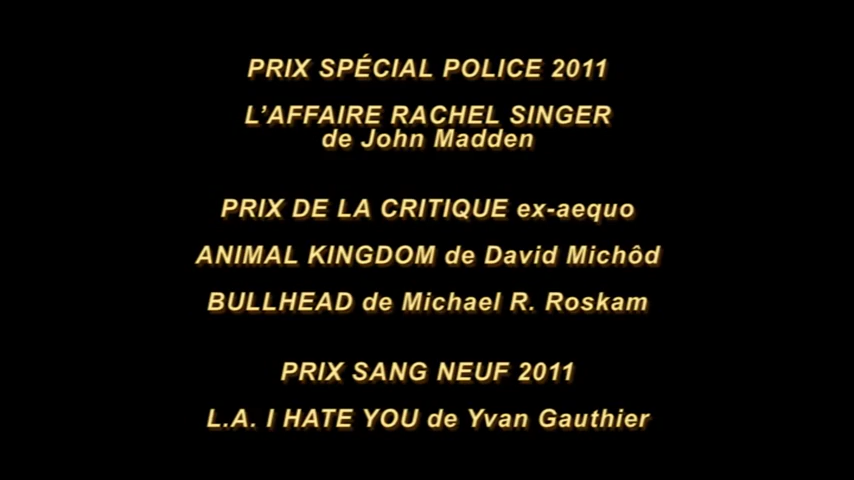 PRIX SPÉCIAL POLICE 2011
L'AFFAIRE RACHEL SINGER
de John Madden
PRIX DE LA CRITIQUE ex-aequo
ANIMAL KINGDOM de David Michôd
BULLHEAD de Michael R. Roskam
PRIX SANG NEUF 2011
L.A. I HATE YOU de Yvan Gauthier